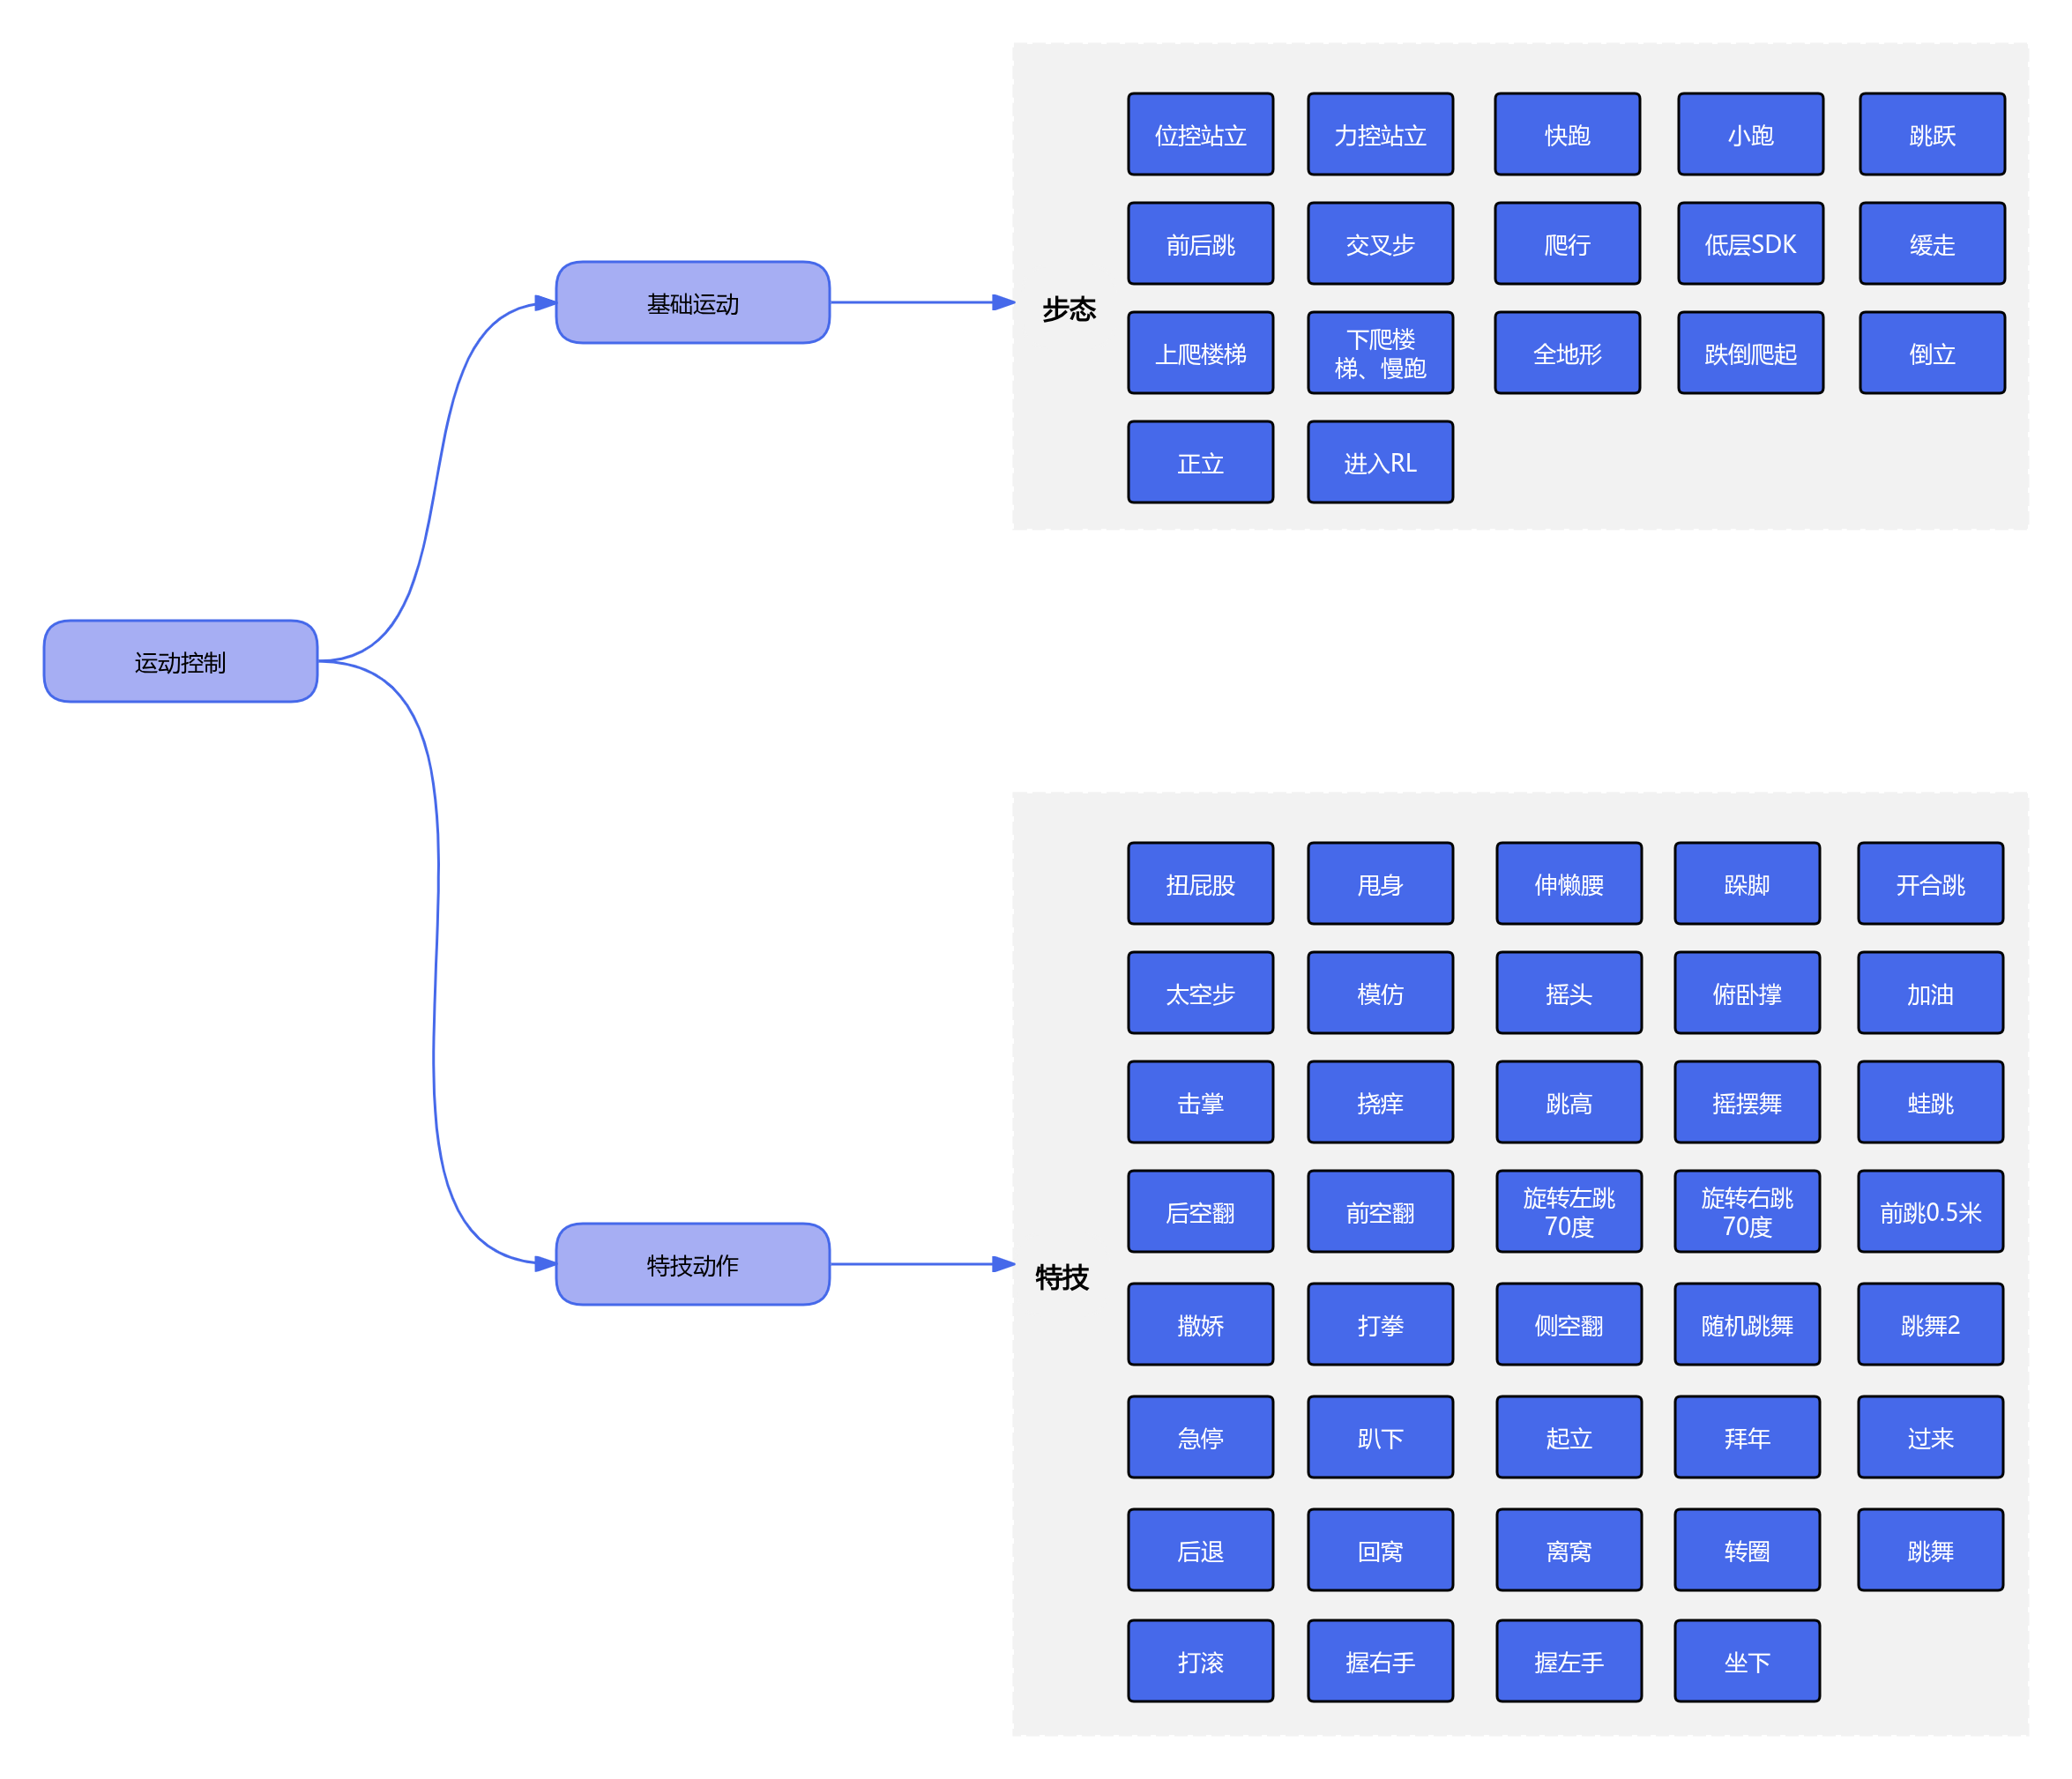 位控站立
力控站立
快跑
小跑
跳跃
前后跳
交叉步
爬行
低层SDK
缓走
基础运动
步态
上爬楼梯
下爬楼
梯、慢跑
全地形
跌倒爬起
倒立
正立
进入RL
运动控制
扭屁股
甩身
伸懒腰
跺脚
开合跳
太空步
模仿
摇头
俯卧撑
加油
击掌
挠痒
跳高
摇摆舞
蛙跳
后空翻
前空翻
旋转左跳
70度
旋转右跳
70度
前跳0.5米
特技动作
特技
撒娇
打拳
侧空翻
随机跳舞
跳舞2
急停
趴下
起立
拜年
过来
后退
回窝
离窝
转圈
跳舞
打滚
握右手
握左手
坐下